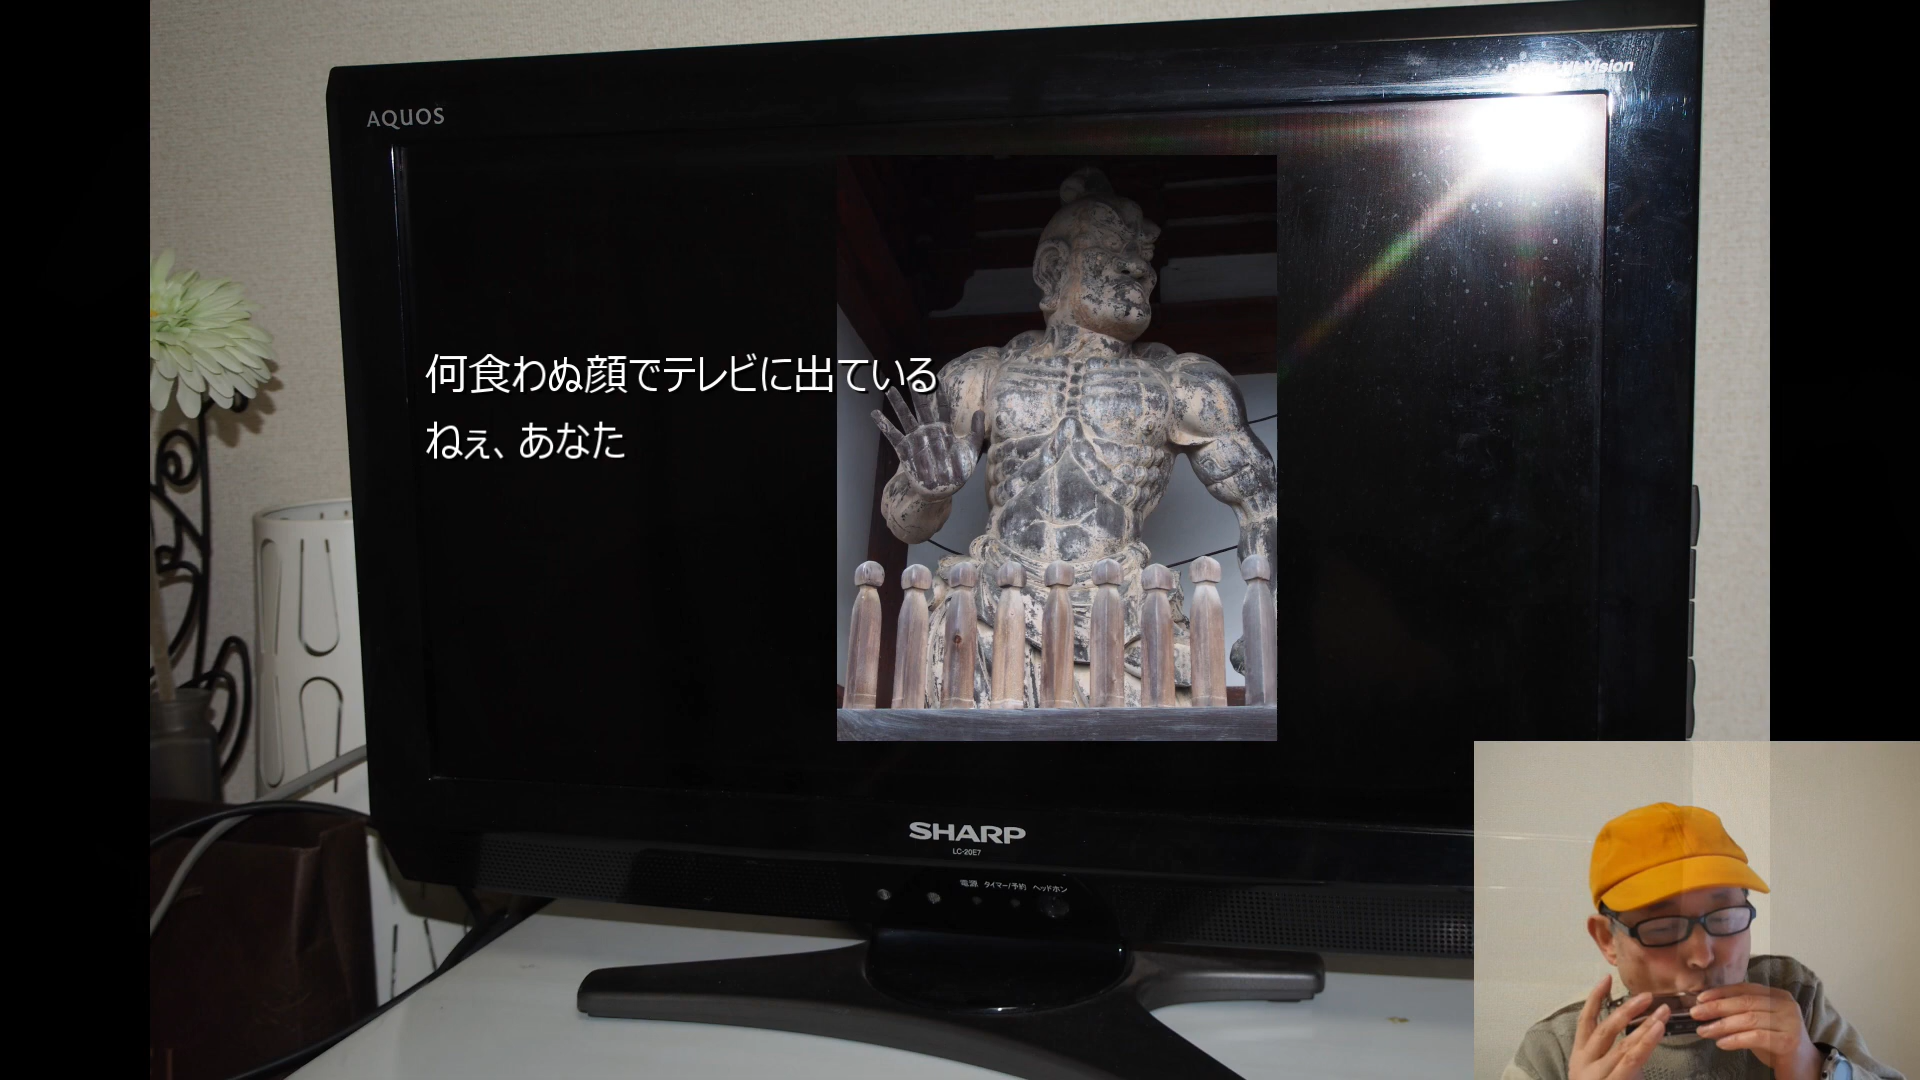 AQUOS
何食わぬ顔でテレビに出ている
ねぇ、あなた
SHARP
LC-20E7
電源 タイマー/予約 ヘッドホン